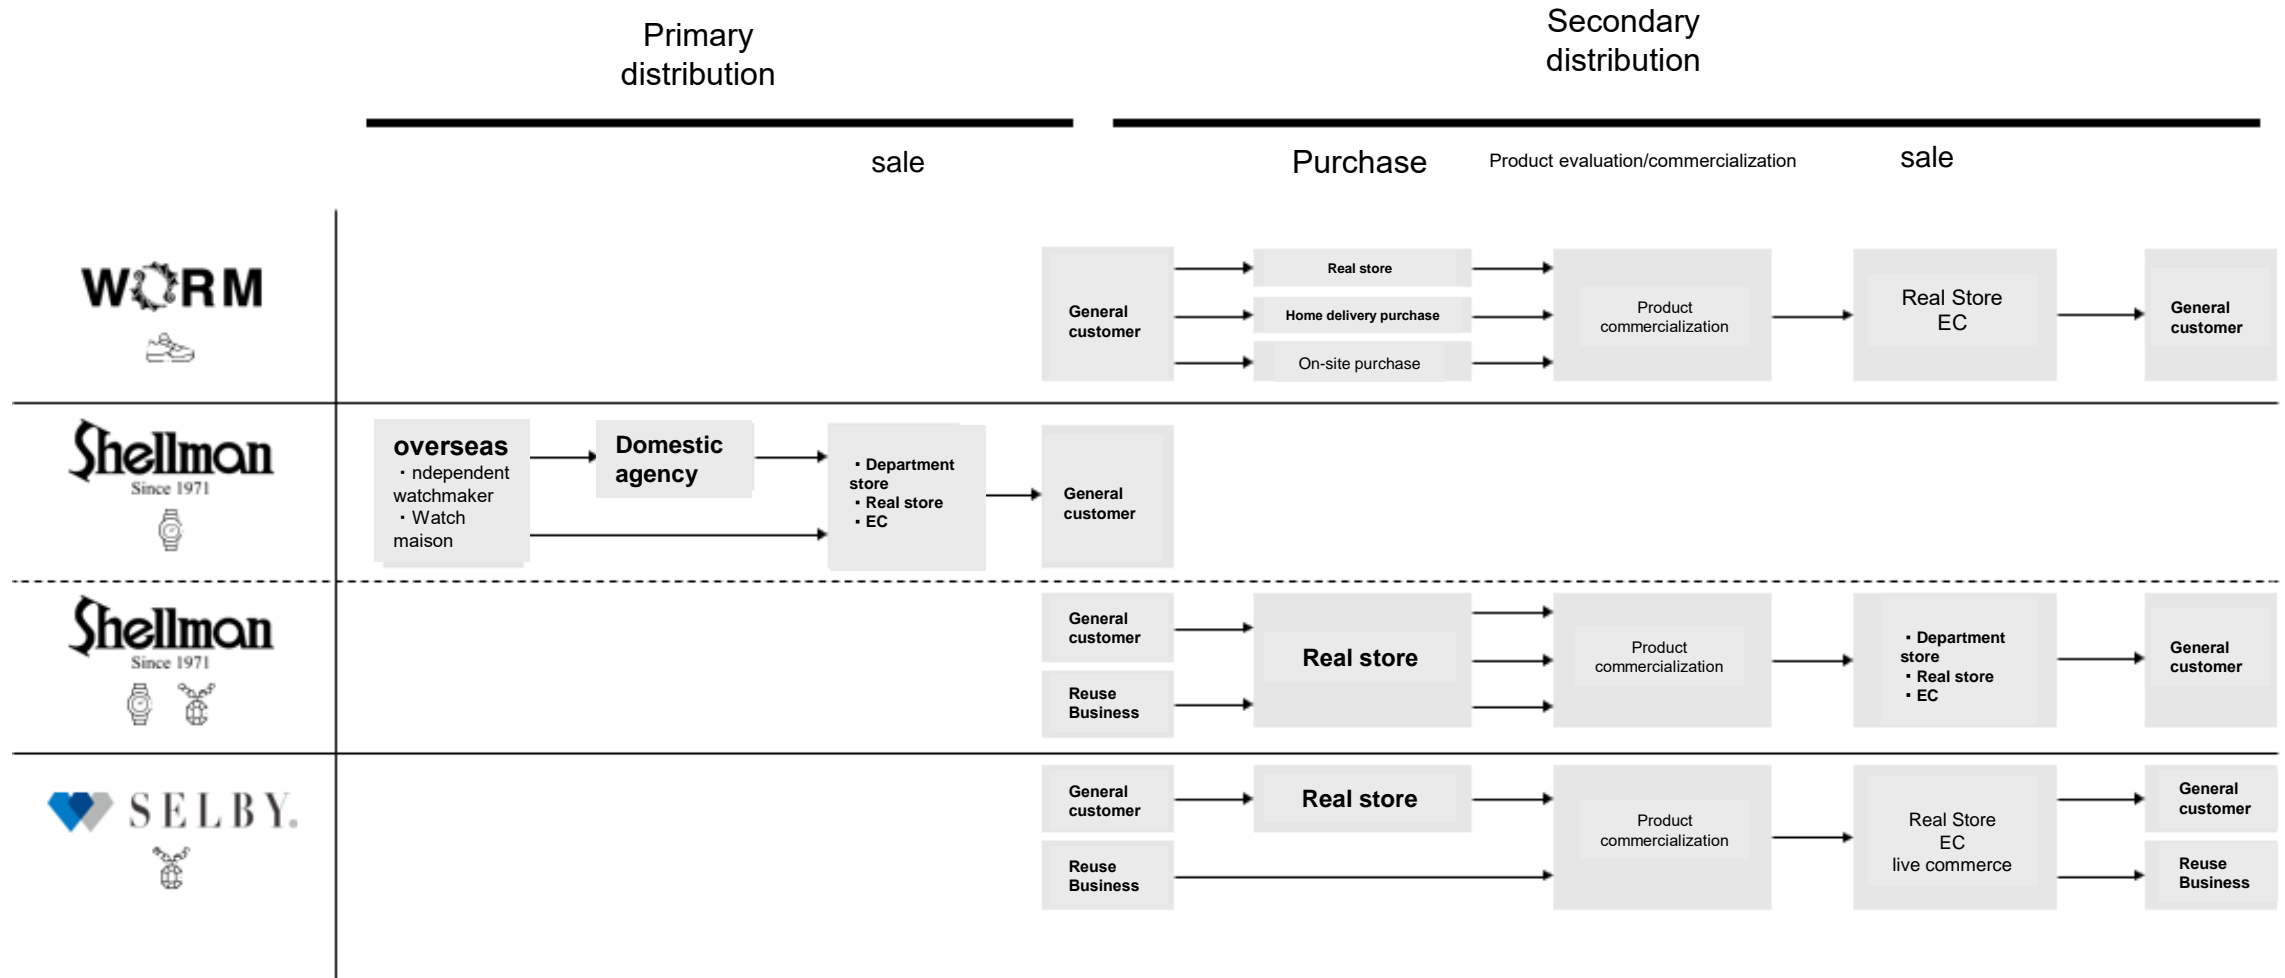 Primary
distribution
Secondary
distribution
sale
Purchase
Product evaluation/commercialization
sale
WORM
General
customer
Real store
Home delivery purchase
On-site purchase
Product
commercialization
Real Store
EC
General
customer
Shellman
Since 1971
overseas
・ndependent
watchmaker
・Watch
maison
Domestic
agency
・Department
store
・Real store
・EC
General
customer
Shellman
Since 1971
General
customer
Reuse
Business
Real store
Product
commercialization
・Department
store
・Real store
・EC
General
customer
SELBY.
General
customer
Reuse
Business
Real store
Product
commercialization
Real Store
EC
live commerce
General
customer
Reuse
Business